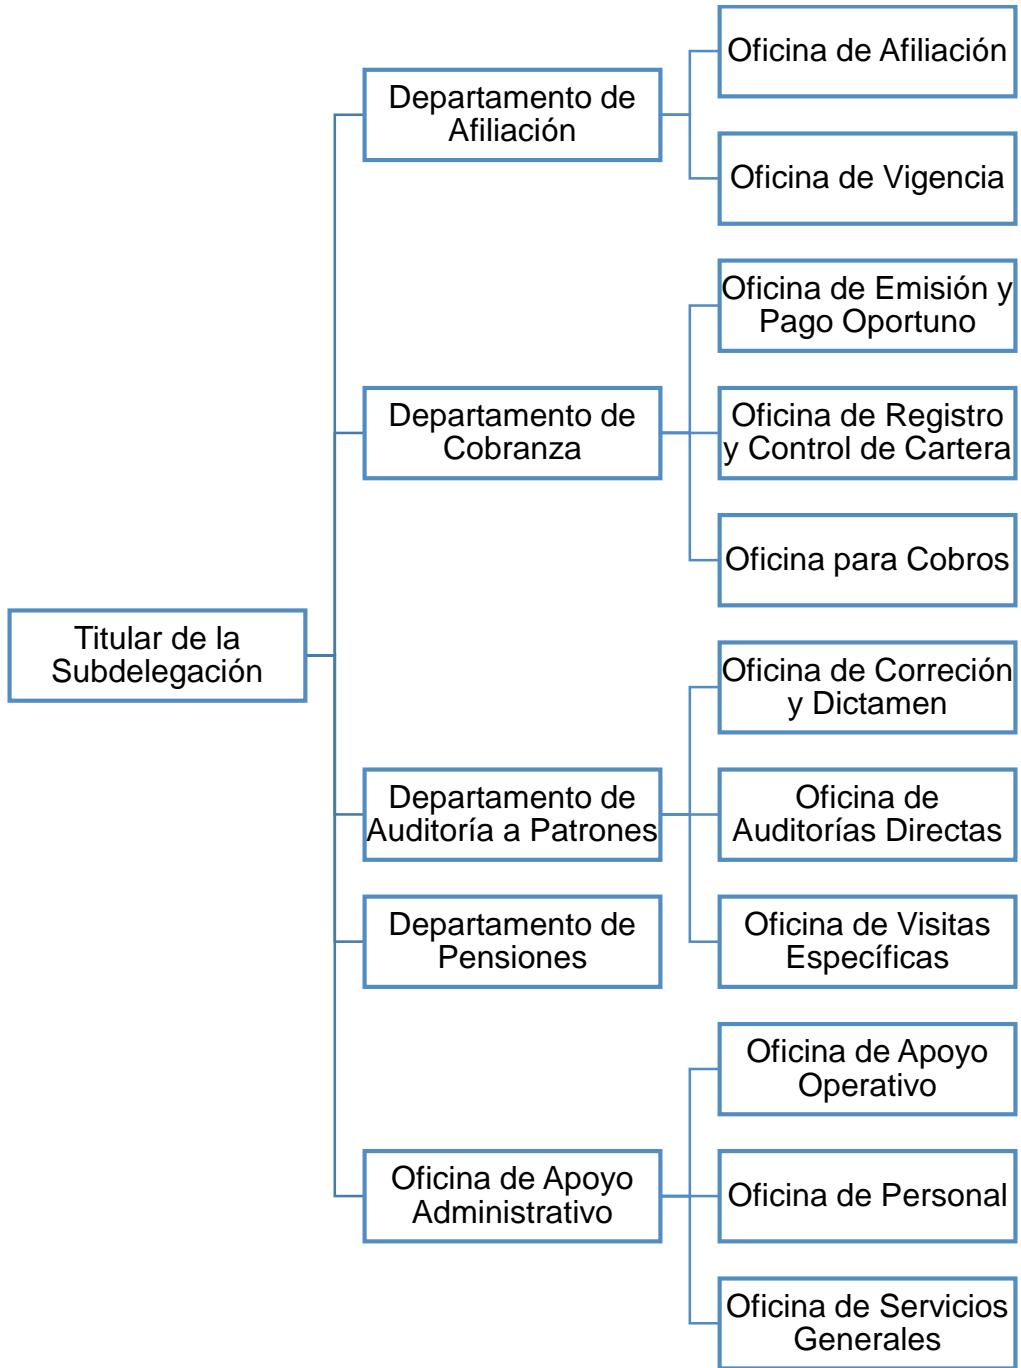 Titular de la
Subdelegación
Departamento de
Afiliación
Oficina de Afiliación
Oficina de Vigencia
Departamento de
Cobranza
Oficina de Emisión y
Pago Oportuno
Oficina de Registro
y Control de Cartera
Oficina para Cobros
Departamento de
Auditoría a Patrones
Oficina de Correción
y Dictamen
Oficina de
Auditorías Directas
Oficina de Visitas
Específicas
Departamento de
Pensiones
Oficina de Apoyo
Administrativo
Oficina de Apoyo
Operativo
Oficina de Personal
Oficina de Servicios
Generales